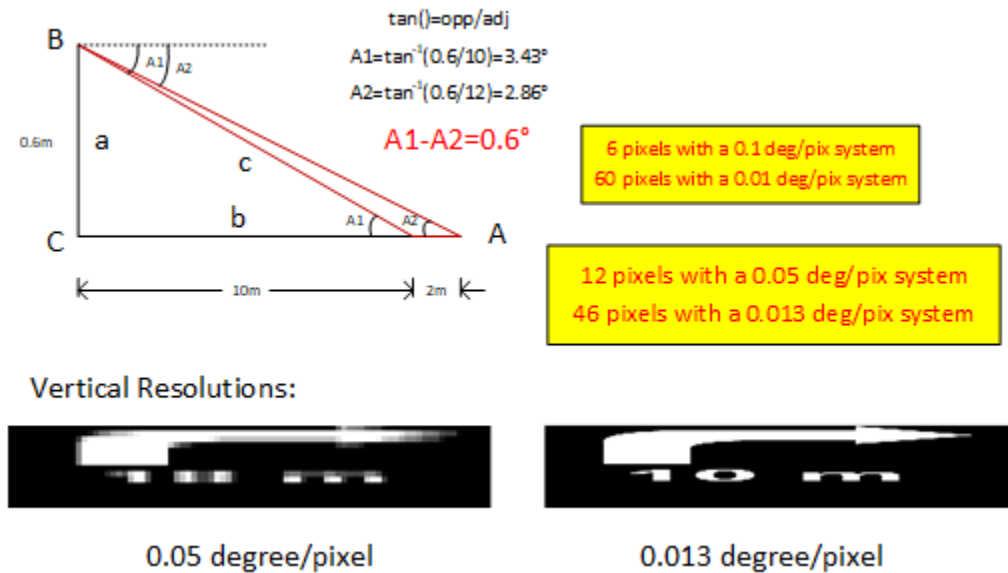 tan()=opp/adj
A1=tan⁻¹(0.6/10)=3.43°
A2=tan⁻¹(0.6/12)=2.86°
A1-A2=0.6°
B
A1
A2
0.6m
a
c
b
A1
A2
C
A
10m
2m
6 pixels with a 0.1 deg/pix system
60 pixels with a 0.01 deg/pix system
12 pixels with a 0.05 deg/pix system
46 pixels with a 0.013 deg/pix system
Vertical Resolutions:
10 m
10 m
0.05 degree/pixel
0.013 degree/pixel